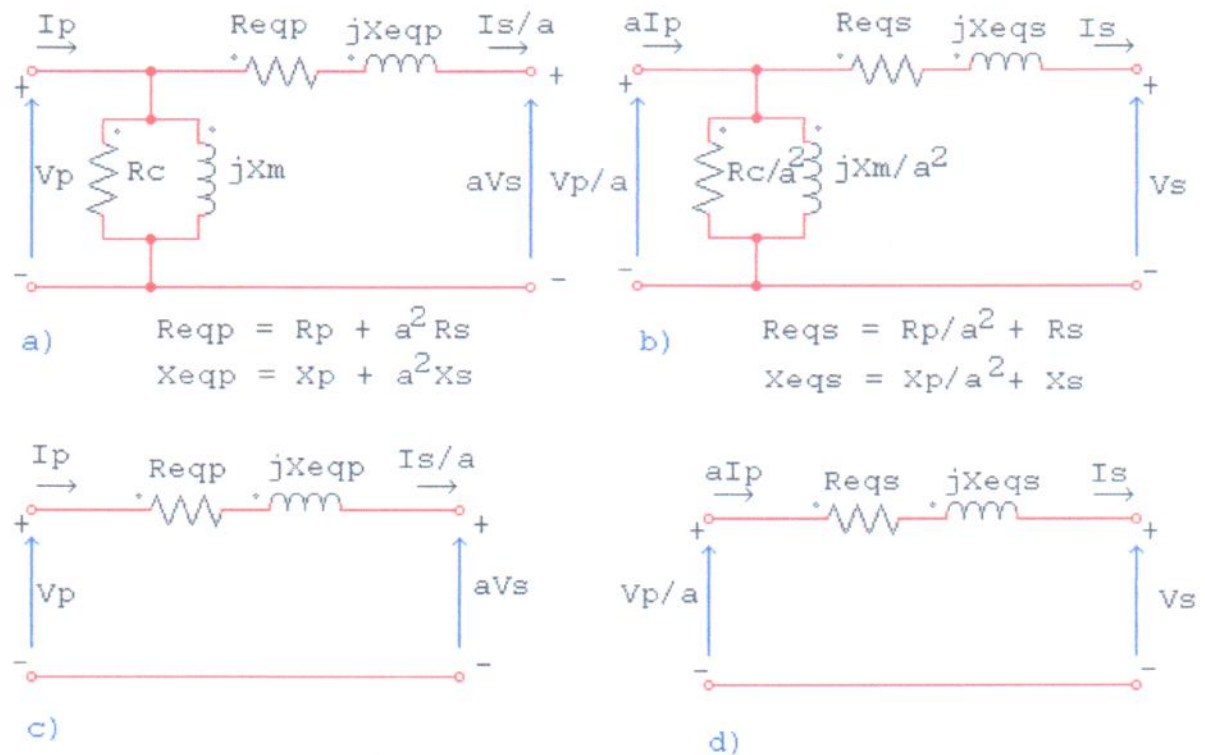 Ip Reqp jXeqp Is/a
+ +
Vp Rc jXm aVs
- -
a)
Reqp = Rp + a²Rs
Xeqp = Xp + a²Xs
aIp Reqs jXeqs Is
+ +
Vp/a Rc/a² jXm/a² Vs
- -
b)
Reqs = Rp/a² + Rs
Xeqs = Xp/a² + Xs
Ip Reqp jXeqp Is/a
+ +
Vp aVs
- -
c)
aIp Reqs jXeqs Is
+ +
Vp/a Vs
- -
d)